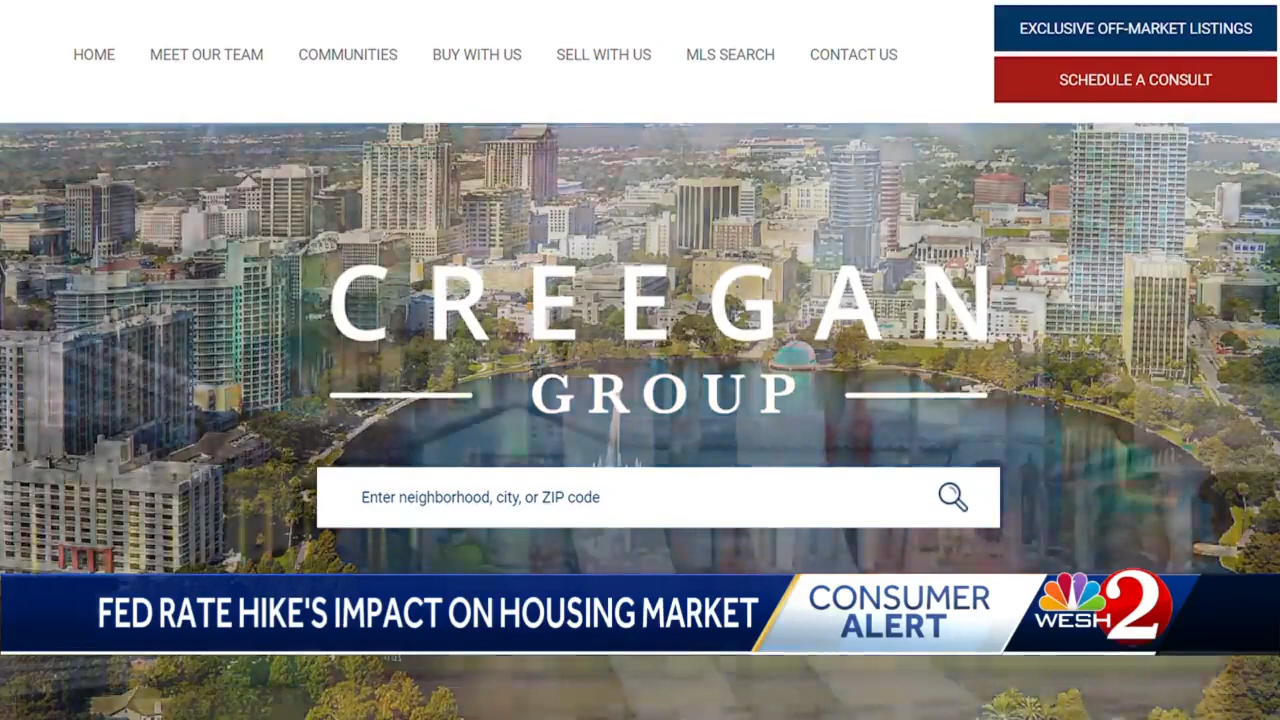 HOME MEET OUR TEAM COMMUNITIES BUY WITH US SELL WITH US MLS SEARCH CONTACT US
EXCLUSIVE OFF-MARKET LISTINGS
SCHEDULE A CONSULT
CREEGAN
GROUP
Enter neighborhood, city, or ZIP code
FED RATE HIKE'S IMPACT ON HOUSING MARKET
CONSUMER
ALERT
WESH 2